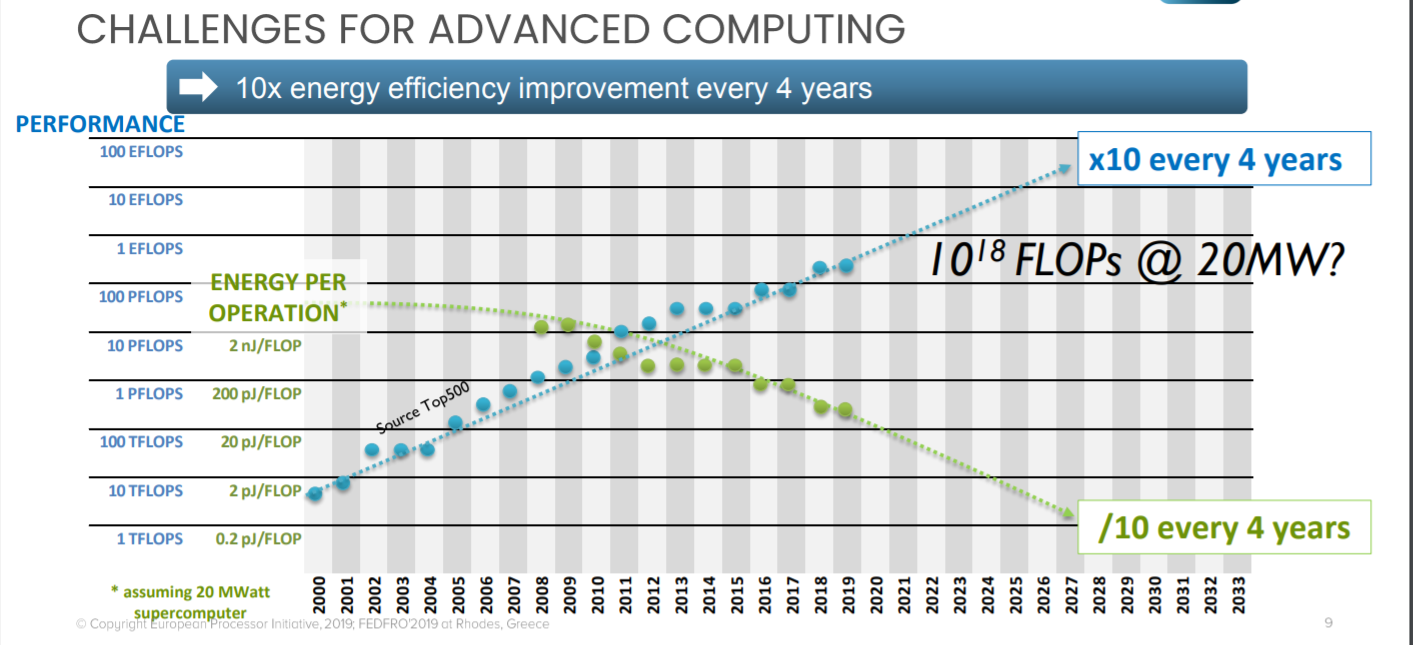 CHALLENGES FOR ADVANCED COMPUTING
10x energy efficiency improvement every 4 years
PERFORMANCE
100 EFLOPS
10 EFLOPS
1 EFLOPS
100 PFLOPS
10 PFLOPS
1 PFLOPS
100 TFLOPS
10 TFLOPS
1 TFLOPS
ENERGY PER
OPERATION*
2 nJ/FLOP
200 pJ/FLOP
20 pJ/FLOP
2 pJ/FLOP
0.2 pJ/FLOP
Source Top500
x10 every 4 years
10¹⁸ FLOPs @ 20MW?
/10 every 4 years
2000 2001 2002 2003 2004 2005 2006 2007 2008 2009 2010 2011 2012 2013 2014 2015 2016 2017 2018 2019 2020 2021 2022 2023 2024 2025 2026 2027 2028 2029 2030 2031 2032 2033
* assuming 20 MWatt
supercomputer
© Copyright European Processor Initiative, 2019; FEDFRO'2019 at Rhodes, Greece
9